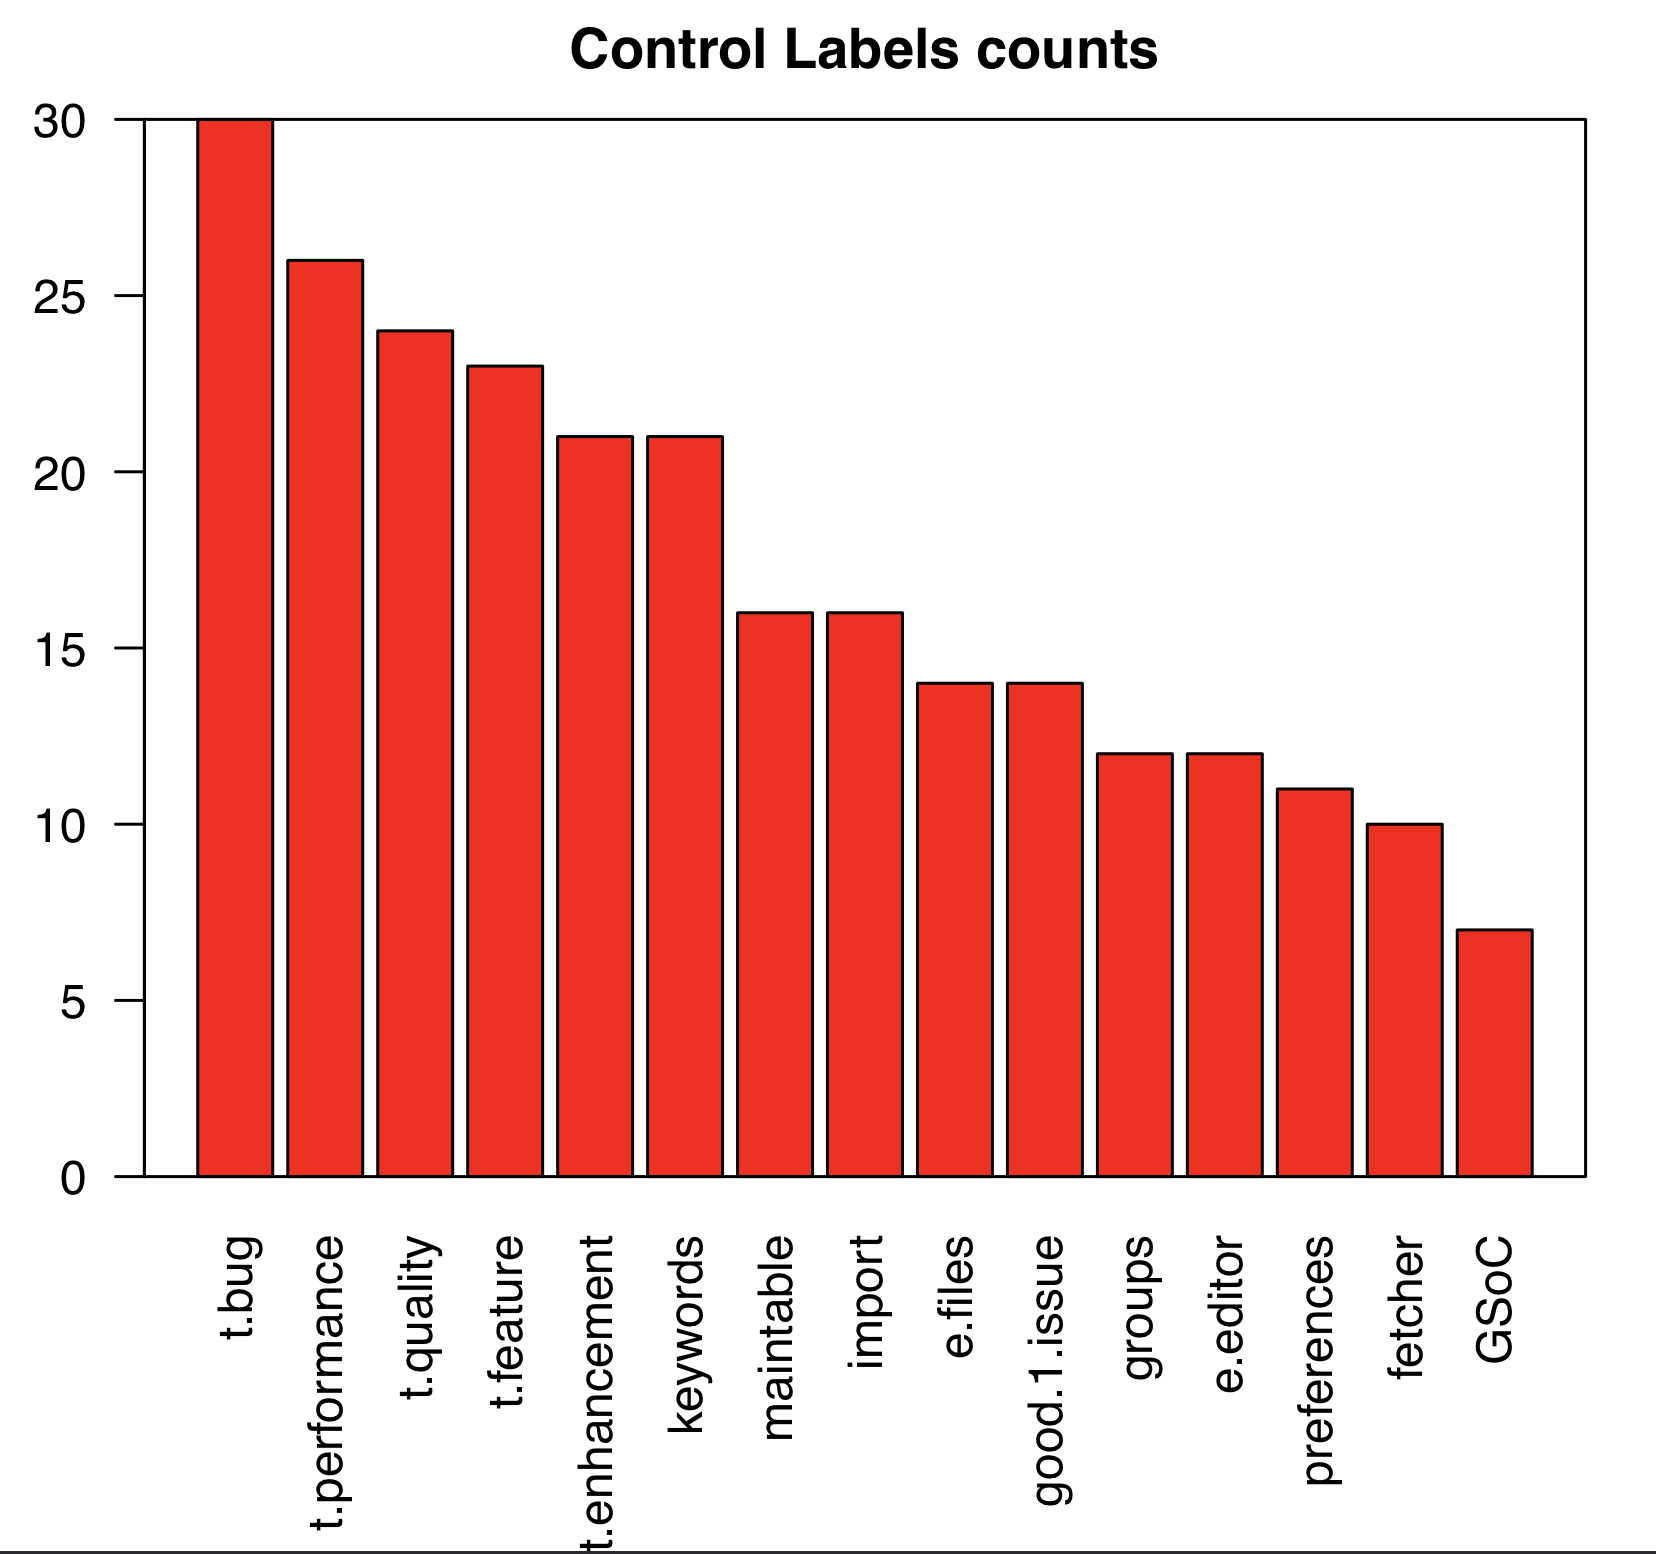 Control Labels counts
30
25
20
15
10
5
0
t.bug
t.performance
t.quality
t.feature
t.enhancement
keywords
maintable
import
e.files
good.1.issue
groups
e.editor
preferences
fetcher
GSoC